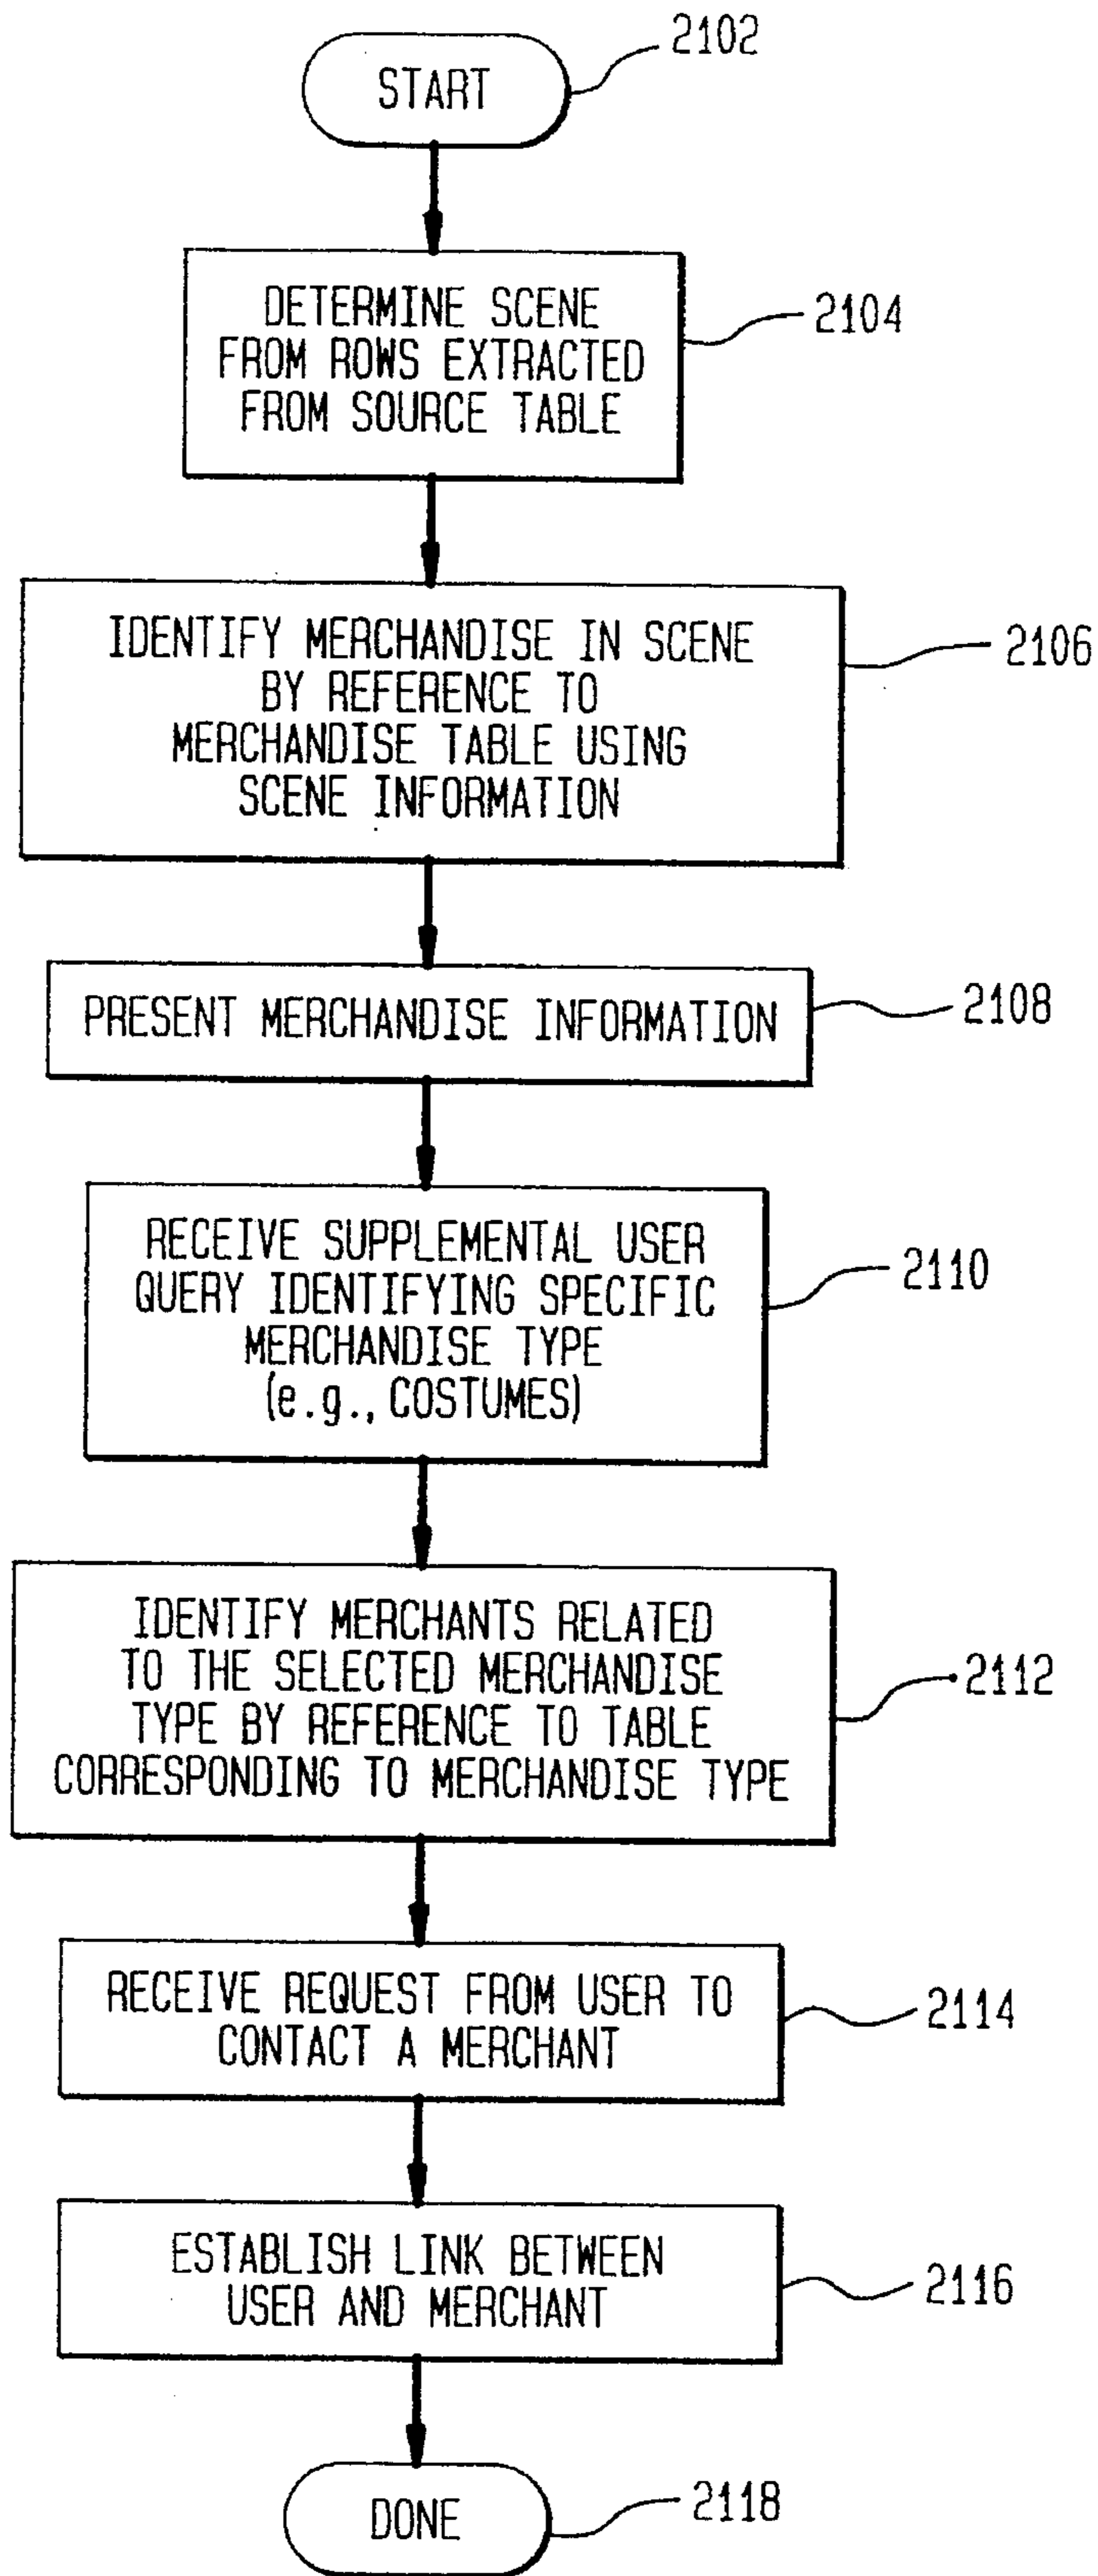 2102
START
DETERMINE SCENE
FROM ROWS EXTRACTED
FROM SOURCE TABLE
2104
IDENTIFY MERCHANDISE IN SCENE
BY REFERENCE TO
MERCHANDISE TABLE USING
SCENE INFORMATION
2106
PRESENT MERCHANDISE INFORMATION
2108
RECEIVE SUPPLEMENTAL USER
QUERY IDENTIFYING SPECIFIC
MERCHANDISE TYPE
(e.g., COSTUMES)
2110
IDENTIFY MERCHANTS RELATED
TO THE SELECTED MERCHANDISE
TYPE BY REFERENCE TO TABLE
CORRESPONDING TO MERCHANDISE TYPE
2112
RECEIVE REQUEST FROM USER TO
CONTACT A MERCHANT
2114
ESTABLISH LINK BETWEEN
USER AND MERCHANT
2116
DONE
2118